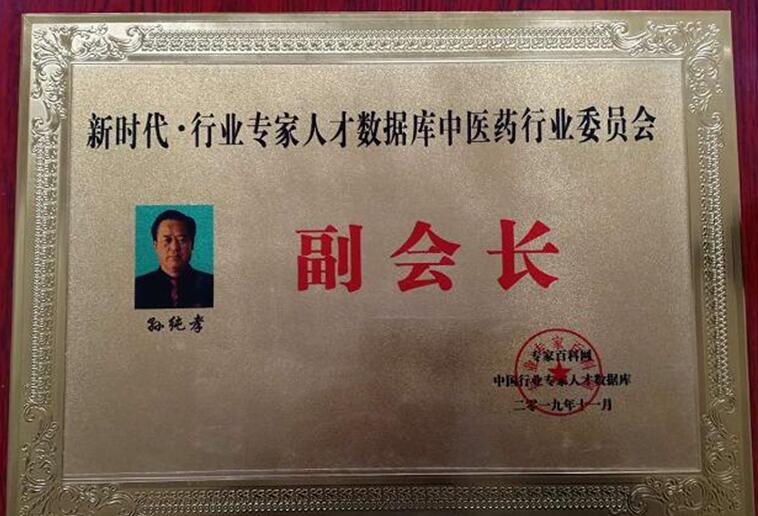 新时代·行业专家人才数据库中医药行业委员会
副会长
孙纯孝
专家百科网
中国行业专家人才数据库
二零一九年十一月